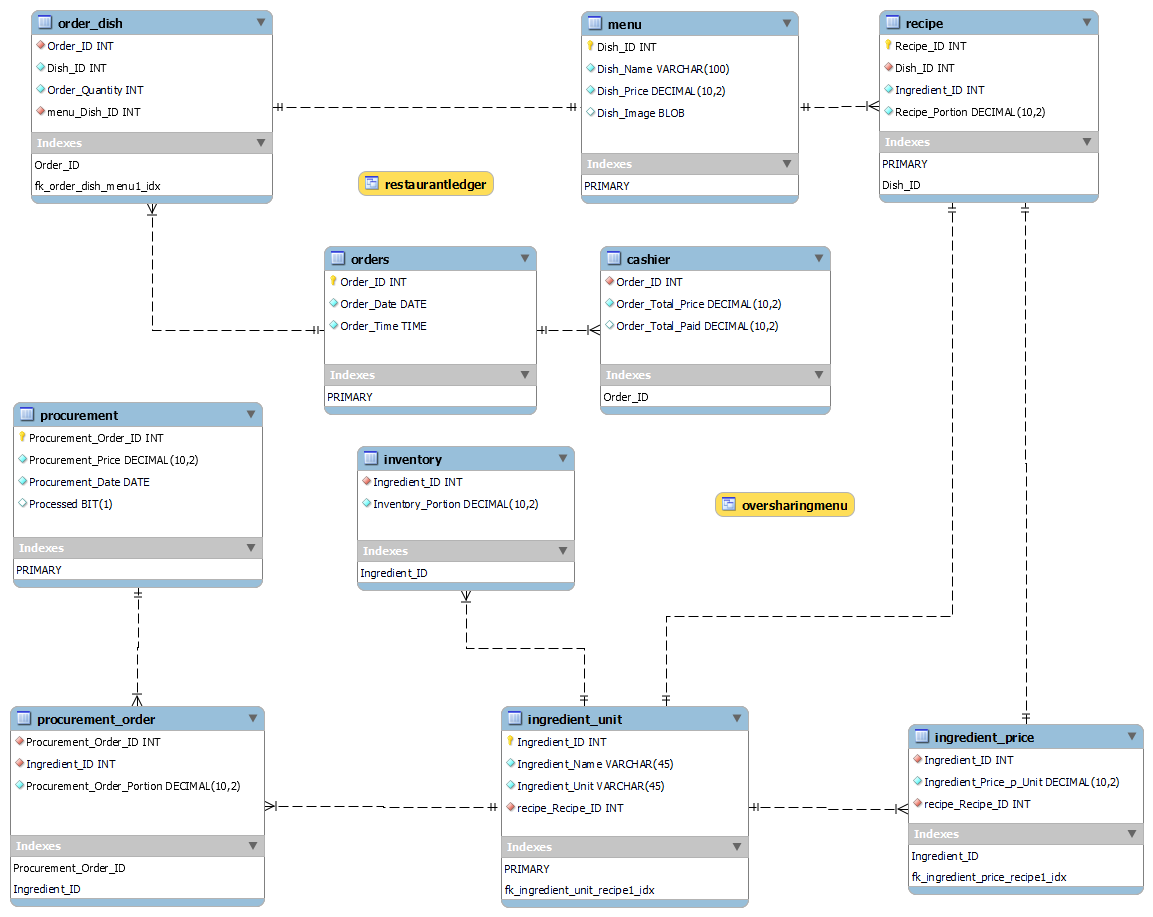 order_dish
Order_ID INT
Dish_ID INT
Order_Quantity INT
menu_Dish_ID INT
Indexes
Order_ID
fk_order_dish_menu1_idx
menu
Dish_ID INT
Dish_Name VARCHAR(100)
Dish_Price DECIMAL(10,2)
Dish_Image BLOB
Indexes
PRIMARY
recipe
Recipe_ID INT
Dish_ID INT
Ingredient_ID INT
Recipe_Portion DECIMAL(10,2)
Indexes
PRIMARY
Dish_ID
restaurantledger
orders
Order_ID INT
Order_Date DATE
Order_Time TIME
Indexes
PRIMARY
cashier
Order_ID INT
Order_Total_Price DECIMAL(10,2)
Order_Total_Paid DECIMAL(10,2)
Indexes
Order_ID
procurement
Procurement_Order_ID INT
Procurement_Price DECIMAL(10,2)
Procurement_Date DATE
Processed BIT(1)
Indexes
PRIMARY
inventory
Ingredient_ID INT
Inventory_Portion DECIMAL(10,2)
Indexes
Ingredient_ID
oversharingmenu
procurement_order
Procurement_Order_ID INT
Ingredient_ID INT
Procurement_Order_Portion DECIMAL(10,2)
Indexes
Procurement_Order_ID
Ingredient_ID
ingredient_unit
Ingredient_ID INT
Ingredient_Name VARCHAR(45)
Ingredient_Unit VARCHAR(45)
recipe_Recipe_ID INT
Indexes
PRIMARY
fk_ingredient_unit_recipe1_idx
ingredient_price
Ingredient_ID INT
Ingredient_Price_p_Unit DECIMAL(10,2)
recipe_Recipe_ID INT
Indexes
Ingredient_ID
fk_ingredient_price_recipe1_idx